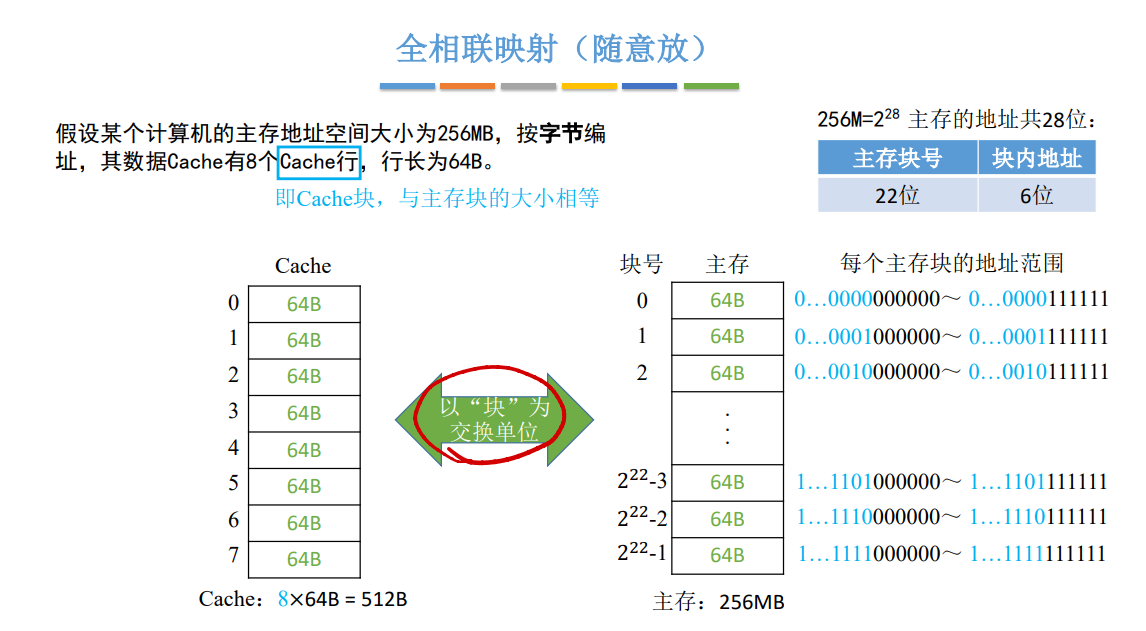 全相联映射（随意放）
假设某个计算机的主存地址空间大小为256MB，按字节编
址，其数据Cache有8个Cache行，行长为64B。
即Cache块，与主存块的大小相等
256M=2²⁸ 主存的地址共28位：
主存块号 块内地址
22位 6位
Cache
0 64B
1 64B
2 64B
3 64B
4 64B
5 64B
6 64B
7 64B
Cache：8×64B = 512B
以“块”为
交换单位
块号 主存 每个主存块的地址范围
0 64B 0…0000000000～ 0…0000111111
1 64B 0…0001000000～ 0…0001111111
2 64B 0…0010000000～ 0…0010111111
⋮
2²²-3 64B 1…1101000000～ 1…1101111111
2²²-2 64B 1…1110000000～ 1…1110111111
2²²-1 64B 1…1111000000～ 1…1111111111
主存：256MB